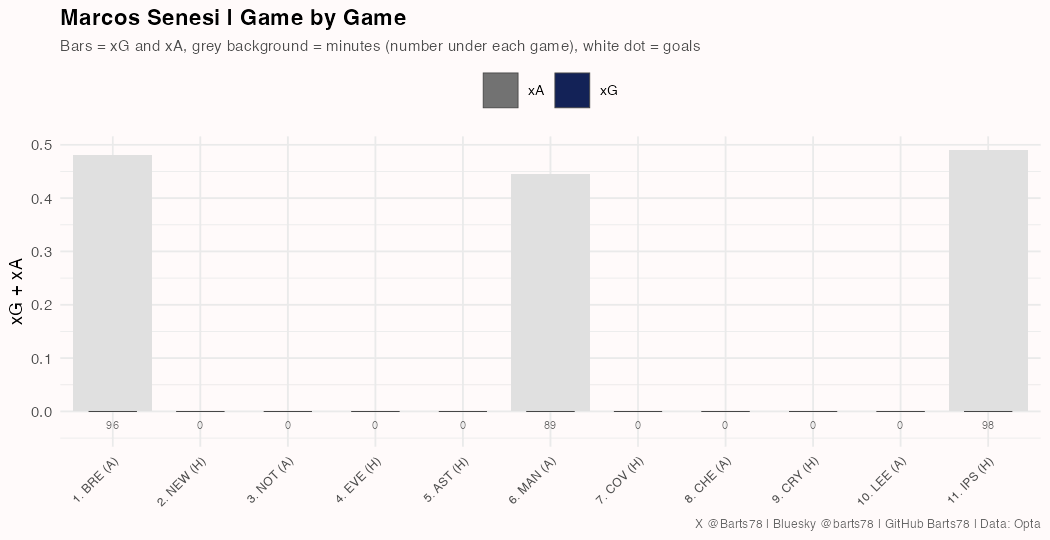 Marcos Senesi | Game by Game
Bars = xG and xA, grey background = minutes (number under each game), white dot = goals
xA xG
xG + xA
0.5
0.4
0.3
0.2
0.1
0.0
96 0 0 0 0 89 0 0 0 0 98
1. BRE (A) 2. NEW (H) 3. NOT (A) 4. EVE (H) 5. AST (H) 6. MAN (A) 7. COV (H) 8. CHE (A) 9. CRY (H) 10. LEE (A) 11. IPS (H)
X @Barts78 | Bluesky @barts78 | GitHub Barts78 | Data: Opta